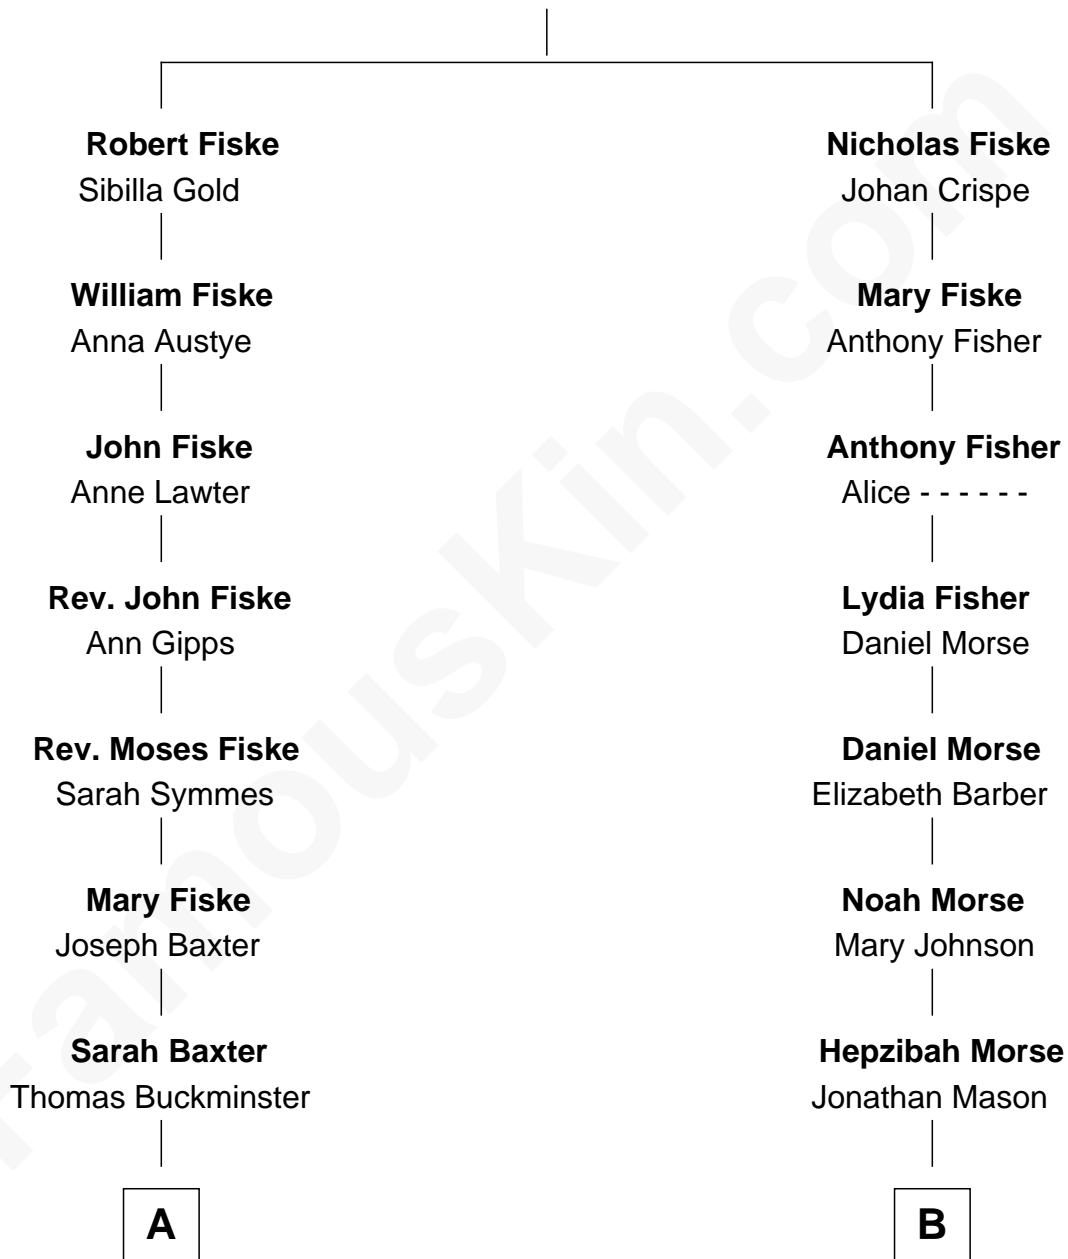 Robert Fiske
Sibilla Gold
Nicholas Fiske
Johan Crispe
William Fiske
Anna Austye
Mary Fiske
Anthony Fisher
John Fiske
Anne Lawter
Anthony Fisher
Alice - - - - - -
Rev. John Fiske
Ann Gipps
Lydia Fisher
Daniel Morse
Rev. Moses Fiske
Sarah Symmes
Daniel Morse
Elizabeth Barber
Mary Fiske
Joseph Baxter
Noah Morse
Mary Johnson
Sarah Baxter
Thomas Buckminster
Hepzibah Morse
Jonathan Mason
A
B
FamousKin.com